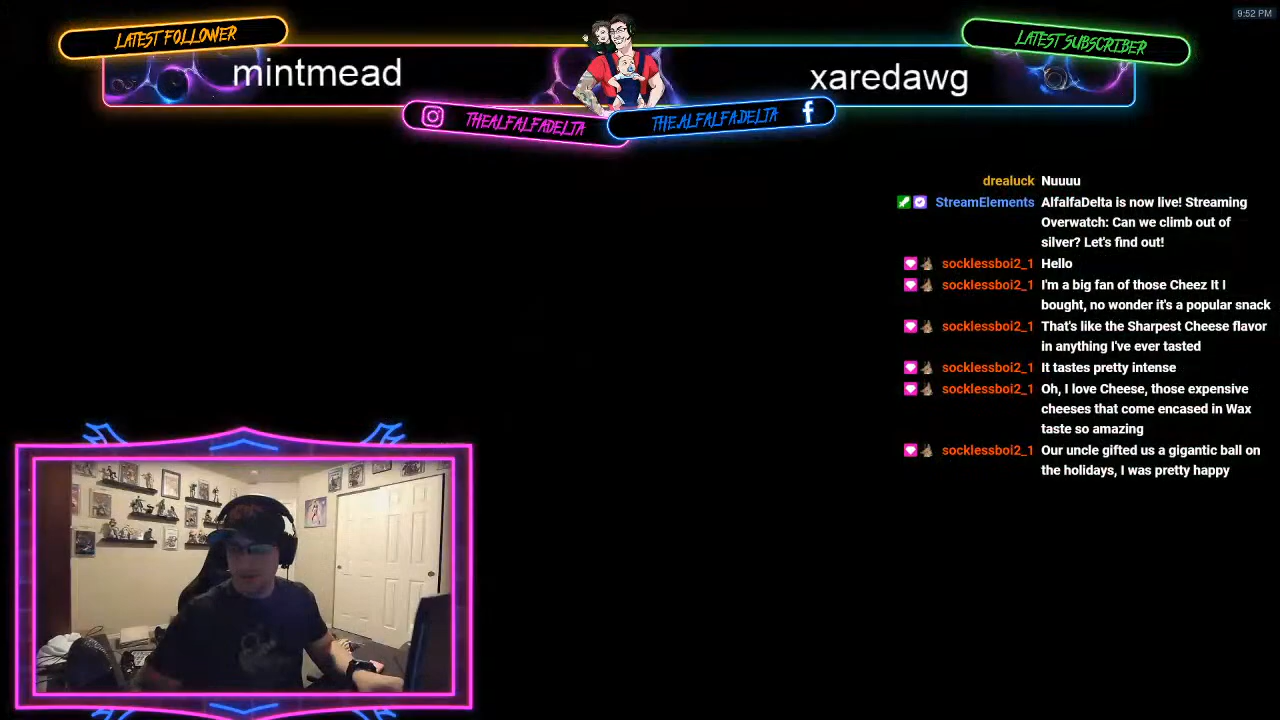 9:52 PM
LATEST FOLLOWER
LATEST SUBSCRIBER
mintmead
xaredawg
THEALFALFADELTA
THEALFALFADELTA
drealuck Nuuuu
StreamElements AlfalfaDelta is now live! Streaming
Overwatch: Can we climb out of
silver? Let's find out!
socklessboi2_1 Hello
socklessboi2_1 I'm a big fan of those Cheez It I
bought, no wonder it's a popular snack
socklessboi2_1 That's like the Sharpest Cheese flavor
in anything I've ever tasted
socklessboi2_1 It tastes pretty intense
socklessboi2_1 Oh, I love Cheese, those expensive
cheeses that come encased in Wax
taste so amazing
socklessboi2_1 Our uncle gifted us a gigantic ball on
the holidays, I was pretty happy